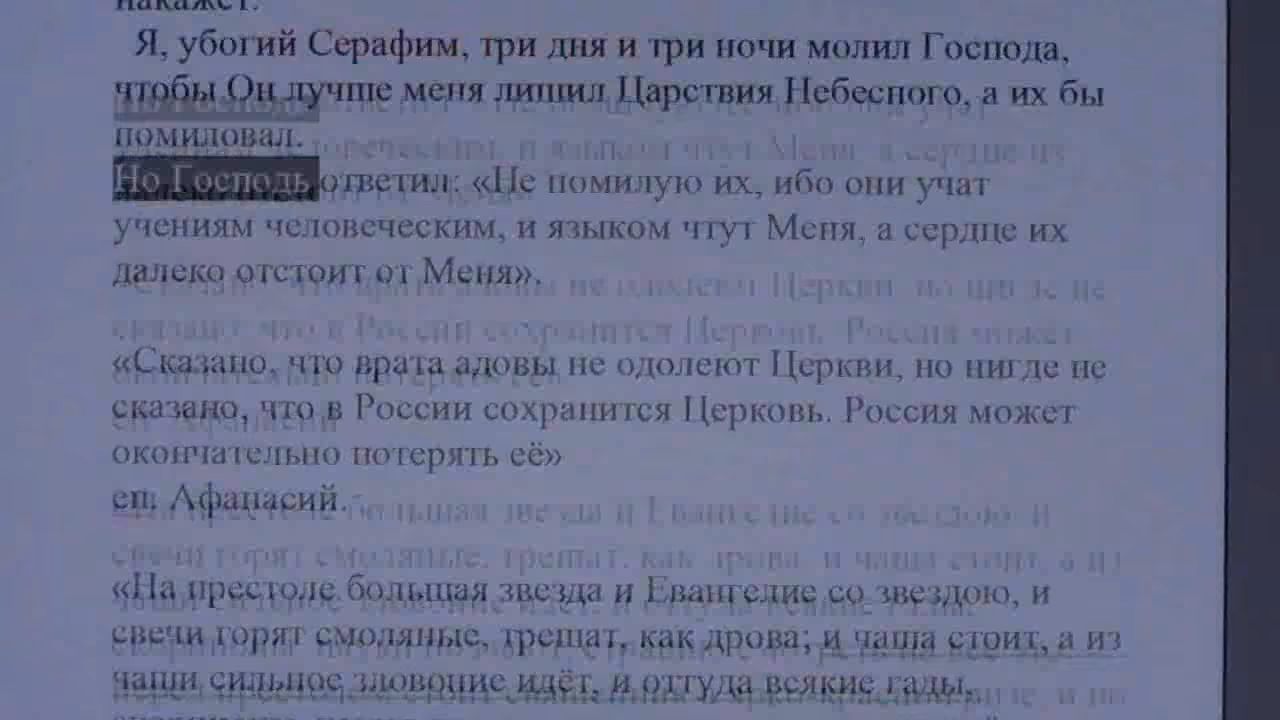 накажет.
Я, убогий Серафим, три дня и три ночи молил Господа,
чтобы Он лучше меня лишил Царствия Небесного, а их бы
помиловал.
Но Господь ответил: «Не помилую их, ибо они учат
учениям человеческим, и языком чтут Меня, а сердце их
далеко отстоит от Меня».
«Сказано, что врата адовы не одолеют Церкви, но нигде не
сказано, что в России сохранится Церковь. Россия может
окончательно потерять её»
еп. Афанасий.
«На престоле большая звезда и Евангелие со звездою, и
свечи горят смоляные, трещат, как дрова; и чаша стоит, а из
чаши сильное зловоние идёт, и оттуда всякие гады,